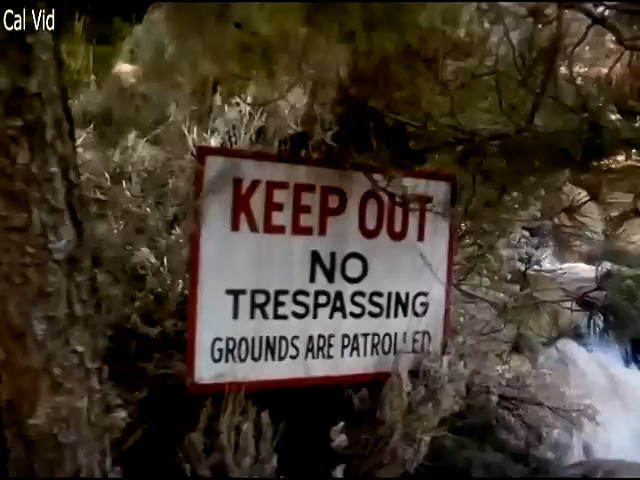 Cal Vid
KEEP OUT
NO
TRESPASSING
GROUNDS ARE PATROLLED